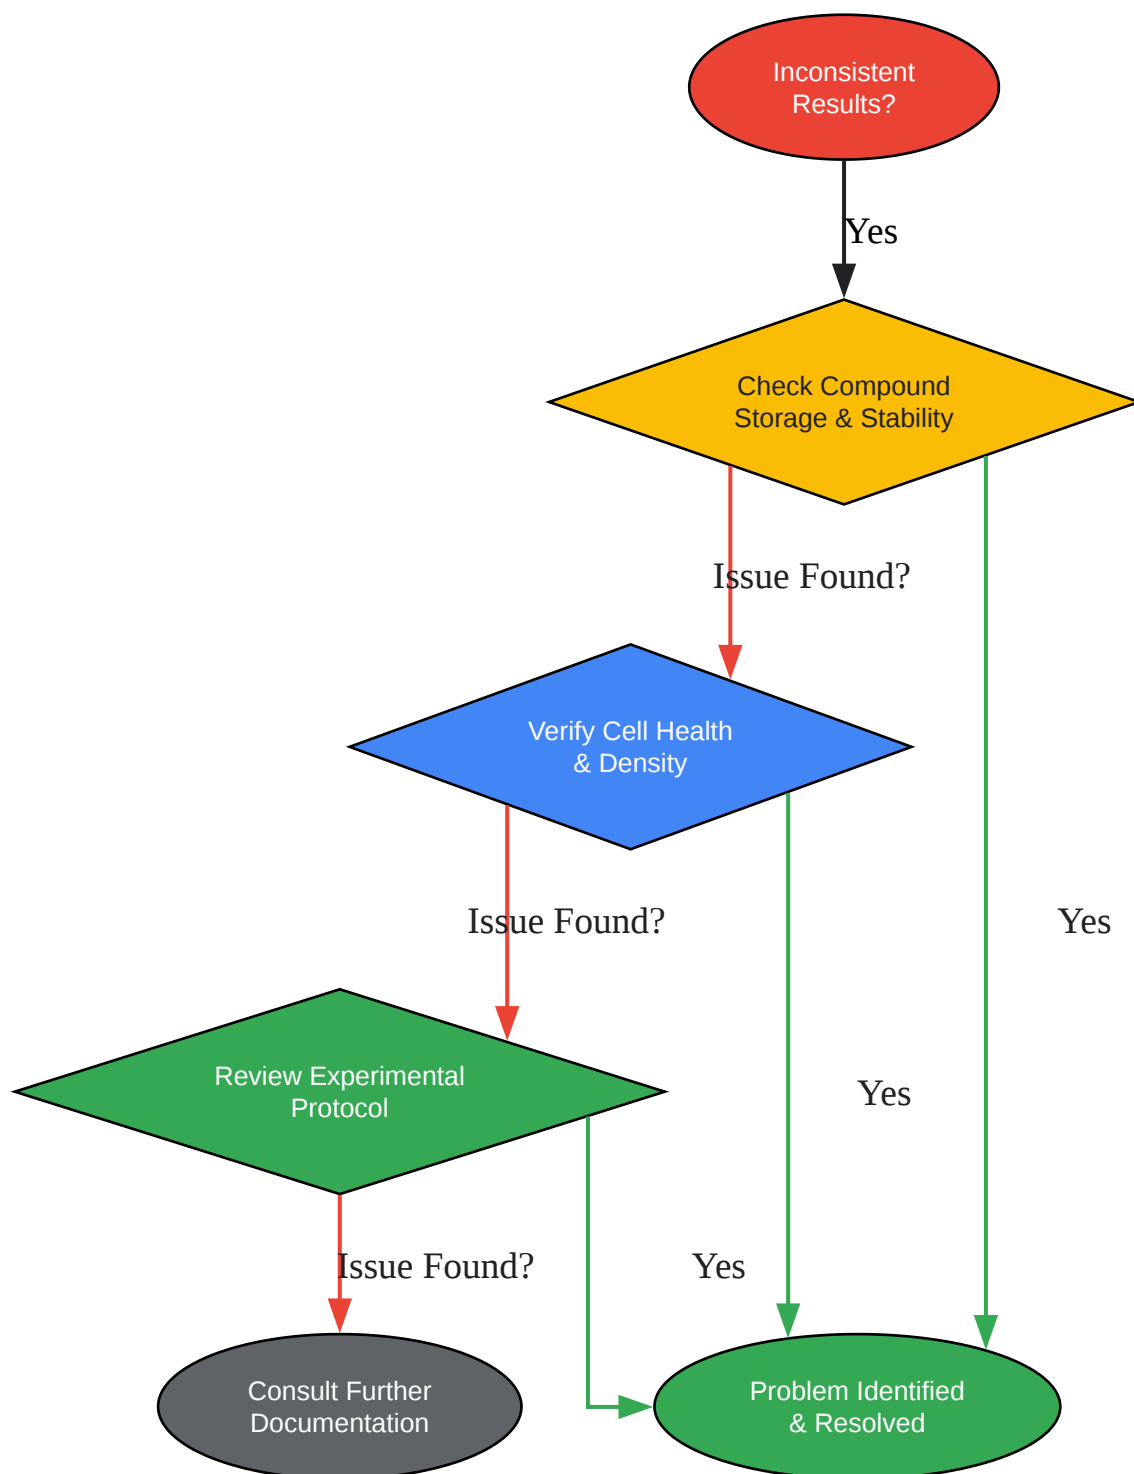 Inconsistent
Results?
Yes
Check Compound
Storage & Stability
Issue Found?
Verify Cell Health
& Density
Issue Found?
Yes
Review Experimental
Protocol
Yes
Issue Found?
Yes
Consult Further
Documentation
Problem Identified
& Resolved